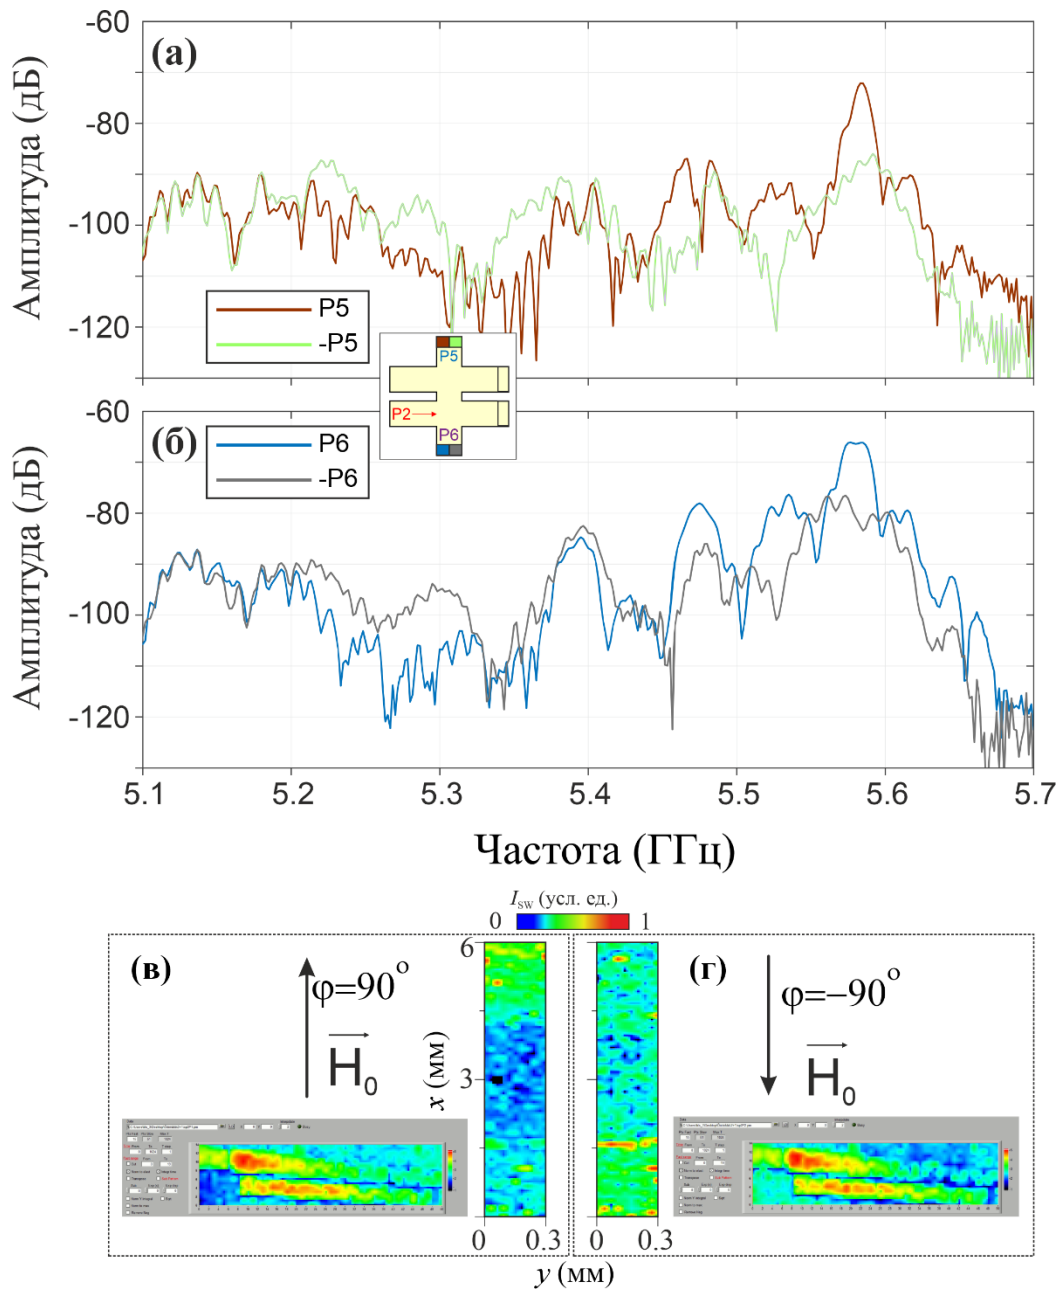 (а)
Амплитуда (дБ)
-60
-80
-100
-120
P5
-P5
P5
P2
P6
(б)
Амплитуда (дБ)
-60
-80
-100
-120
P6
-P6
5.1 5.2 5.3 5.4 5.5 5.6 5.7
Частота (ГГц)
I_SW (усл. ед.)
0 1
(в)
φ=90°
H₀
(г)
φ=−90°
H₀
6
3
x (мм)
0 0.3 0 0.3
y (мм)